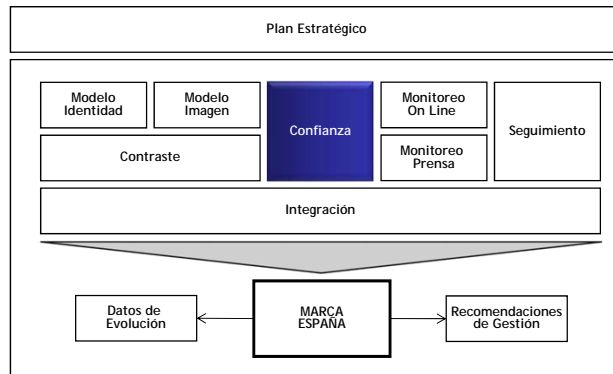 Plan Estratégico
Modelo
Identidad
Modelo
Imagen
Contraste
Confianza
Monitoreo
On Line
Monitoreo
Prensa
Seguimiento
Integración
Datos de
Evolución
MARCA
ESPAÑA
Recomendaciones
de Gestión